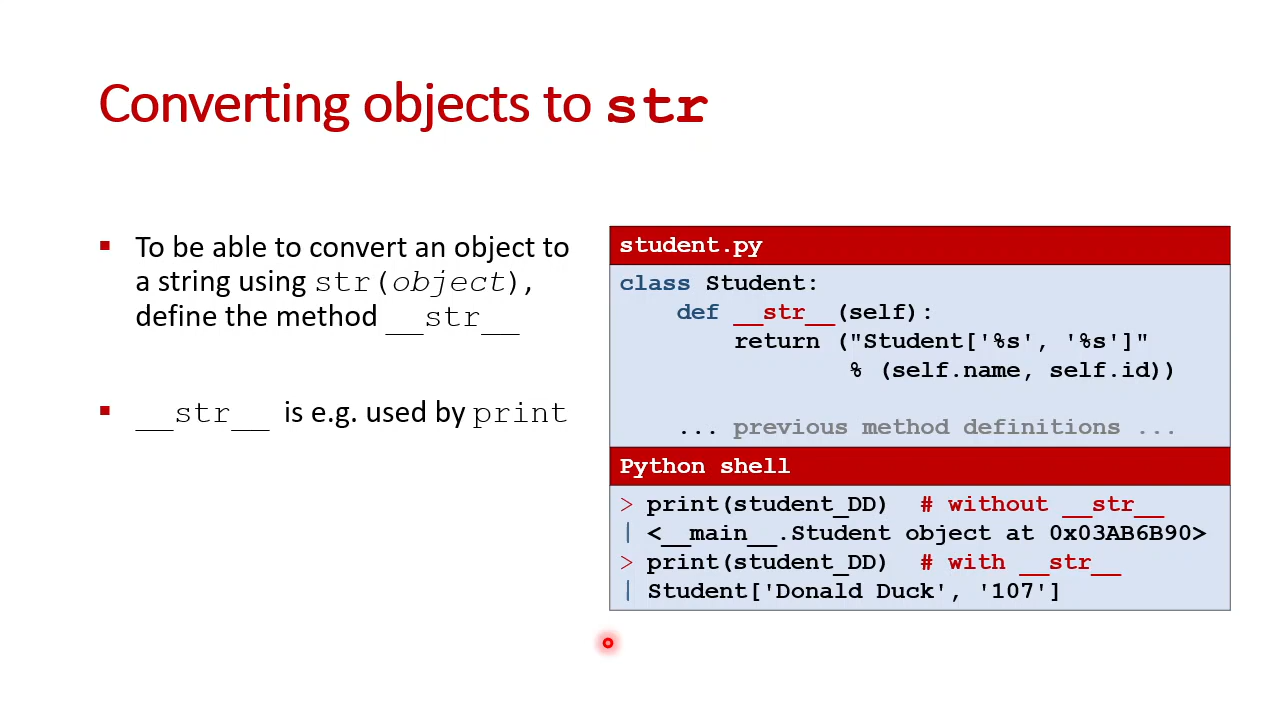 Converting objects to str
▪ To be able to convert an object to
a string using str(object),
define the method __str__
▪ __str__ is e.g. used by print
student.py
class Student:
    def __str__(self):
        return ("Student['%s', '%s']"
                % (self.name, self.id))
    ... previous method definitions ...
Python shell
> print(student_DD)  # without __str__
| <__main__.Student object at 0x03AB6B90>
> print(student_DD)  # with __str__
| Student['Donald Duck', '107']